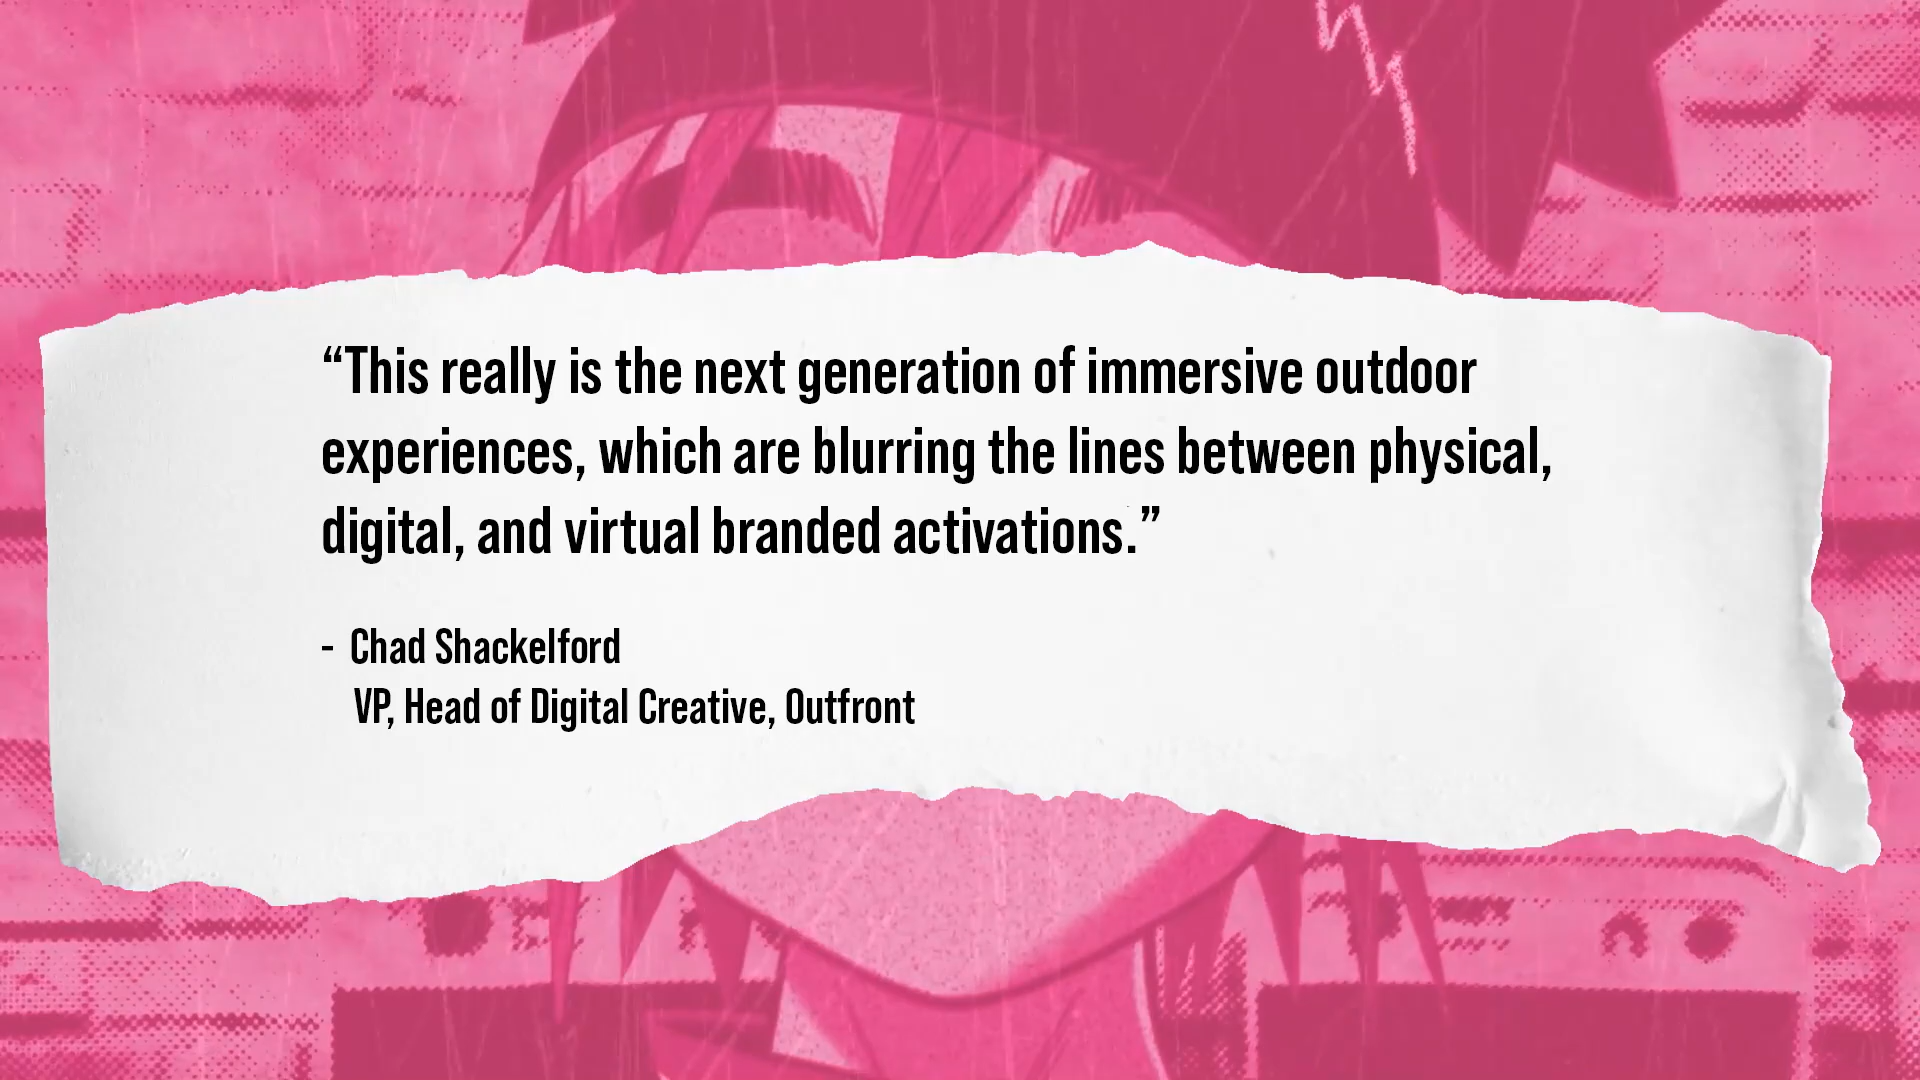 “This really is the next generation of immersive outdoor
experiences, which are blurring the lines between physical,
digital, and virtual branded activations.”
- Chad Shackelford
VP, Head of Digital Creative, Outfront